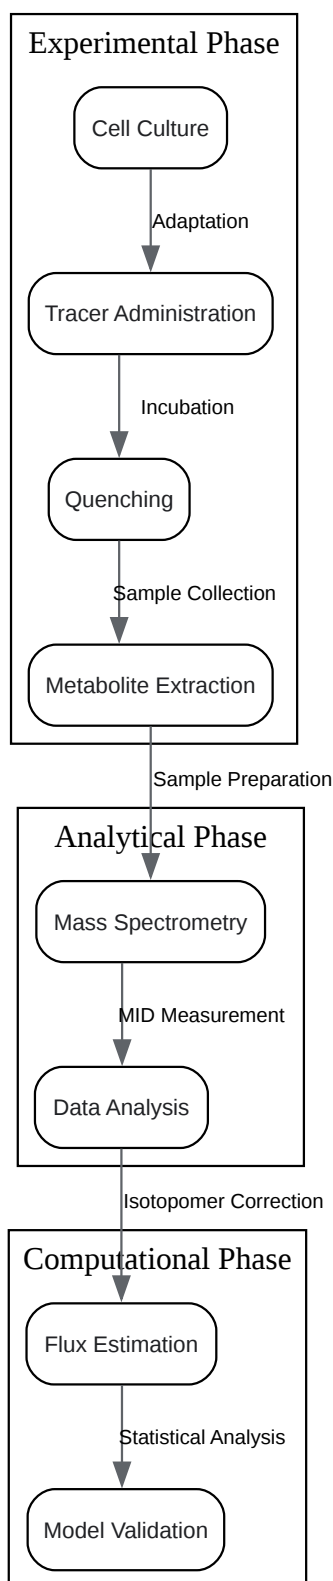 Experimental Phase
Cell Culture
Adaptation
Tracer Administration
Incubation
Quenching
Sample Collection
Metabolite Extraction
Sample Preparation
Analytical Phase
Mass Spectrometry
MID Measurement
Data Analysis
Isotopomer Correction
Computational Phase
Flux Estimation
Statistical Analysis
Model Validation